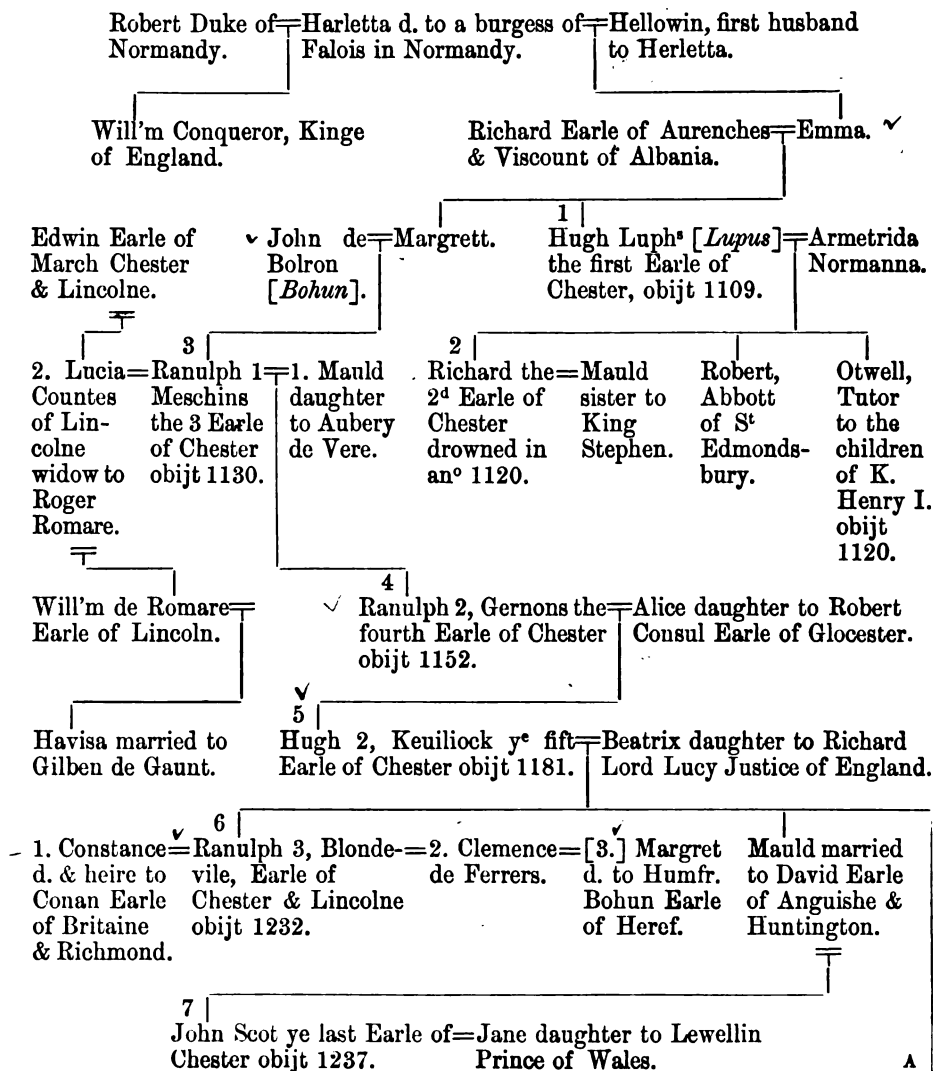 Robert Duke of Normandy.
Harletta d. to a burgess of Falois in Normandy.
Hellowin, first husband to Herletta.
Will'm Conqueror, Kinge of England.
Richard Earle of Aurenches & Viscount of Albania.
Emma. ✓
Edwin Earle of March Chester & Lincolne.
✓ John de Bolron [Bohun].
Margrett.
1
Hugh Luphˢ [Lupus] the first Earle of Chester, obijt 1109.
Armetrida Normanna.
2. Lucia Countes of Lin- colne widow to Roger Romare.
3
Ranulph 1 Meschins the 3 Earle of Chester obijt 1130.
1. Mauld daughter to Aubery de Vere.
2
Richard the 2ᵈ Earle of Chester drowned in anᵒ 1120.
Mauld sister to King Stephen.
Robert, Abbott of Sᵗ Edmonds- bury.
Otwell, Tutor to the children of K. Henry I. obijt 1120.
Will'm de Romare Earle of Lincoln.
4
✓ Ranulph 2, Gernons the fourth Earle of Chester obijt 1152.
Alice daughter to Robert Consul Earle of Glocester.
Havisa married to Gilben de Gaunt.
✓
5
Hugh 2, Keuiliock yᵉ fift Earle of Chester obijt 1181.
Beatrix daughter to Richard Lord Lucy Justice of England.
1. Constance d. & heire to Conan Earle of Britaine & Richmond.
✓
6
Ranulph 3, Blonde- vile, Earle of Chester & Lincolne obijt 1232.
2. Clemence de Ferrers.
✓
[3.] Margret d. to Humfr. Bohun Earle of Heref.
Mauld married to David Earle of Anguishe & Huntington.
7
John Scot ye last Earle of Chester obijt 1237.
Jane daughter to Lewellin Prince of Wales.
A